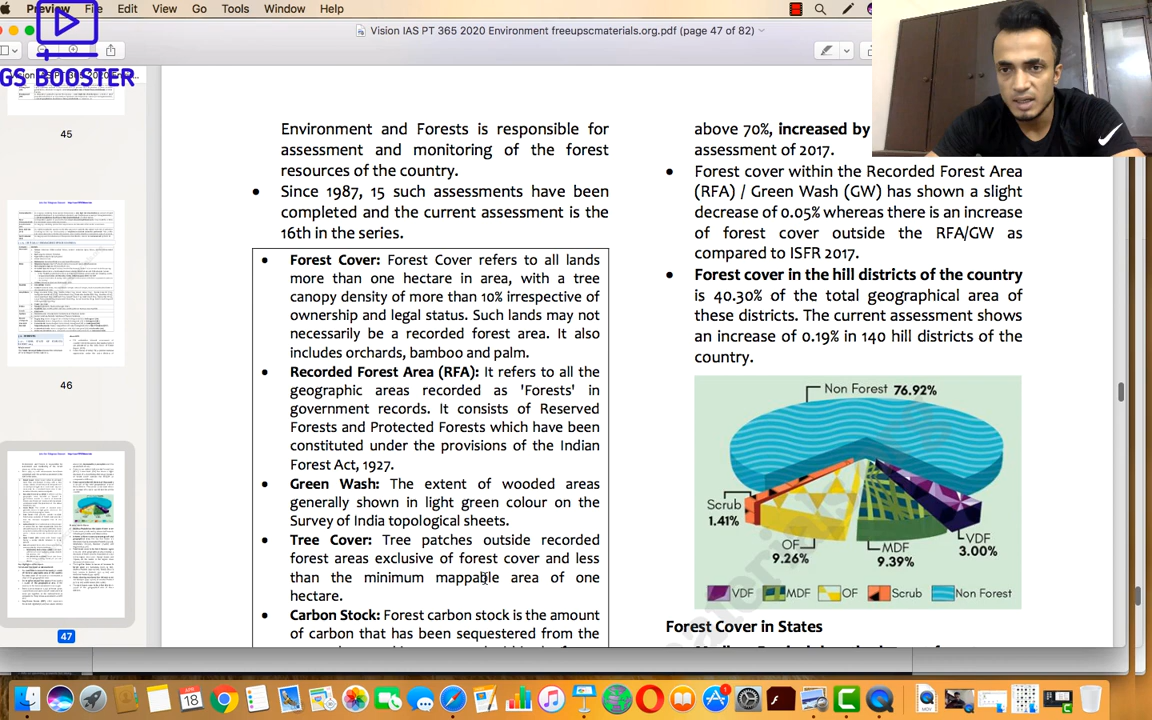 Preview File Edit View Go Tools Window Help
Vision IAS PT 365 2020 Environment freeupscmaterials.org.pdf (page 47 of 82)
GS BOOSTER
45
46
47
Environment and Forests is responsible for
assessment and monitoring of the forest
resources of the country.
• Since 1987, 15 such assessments have been
completed and the current assessment is the
16th in the series.
• Forest Cover: Forest Cover refers to all lands
more than one hectare in area, with a tree
canopy density of more than 10% irrespective of
ownership and legal status. Such lands may not
necessarily be a recorded forest area. It also
includes orchards, bamboo and palm.
• Recorded Forest Area (RFA): It refers to all the
geographic areas recorded as 'Forests' in
government records. It consists of Reserved
Forests and Protected Forests which have been
constituted under the provisions of the Indian
Forest Act, 1927.
• Green Wash: The extent of wooded areas
generally shown in light green colour on the
Survey of India topological sheet.
• Tree Cover: Tree patches outside recorded
forest areas exclusive of forest cover and less
than the minimum mappable area of one
hectare.
• Carbon Stock: Forest carbon stock is the amount
of carbon that has been sequestered from the
above 70%, increased by
assessment of 2017.
• Forest cover within the Recorded Forest Area
(RFA) / Green Wash (GW) has shown a slight
decrease of 0.05% whereas there is an increase
of forest cover outside the RFA/GW as
compared to ISFR 2017.
• Forest cover in the hill districts of the country
is 40.30% of the total geographical area of
these districts. The current assessment shows
an increase of 0.19% in 140 hill districts of the
country.
Non Forest 76.92%
Scrub
1.41%
OF
9.26%
MDF
9.39%
VDF
3.00%
VDF MDF OF Scrub Non Forest
Forest Cover in States
APR
18